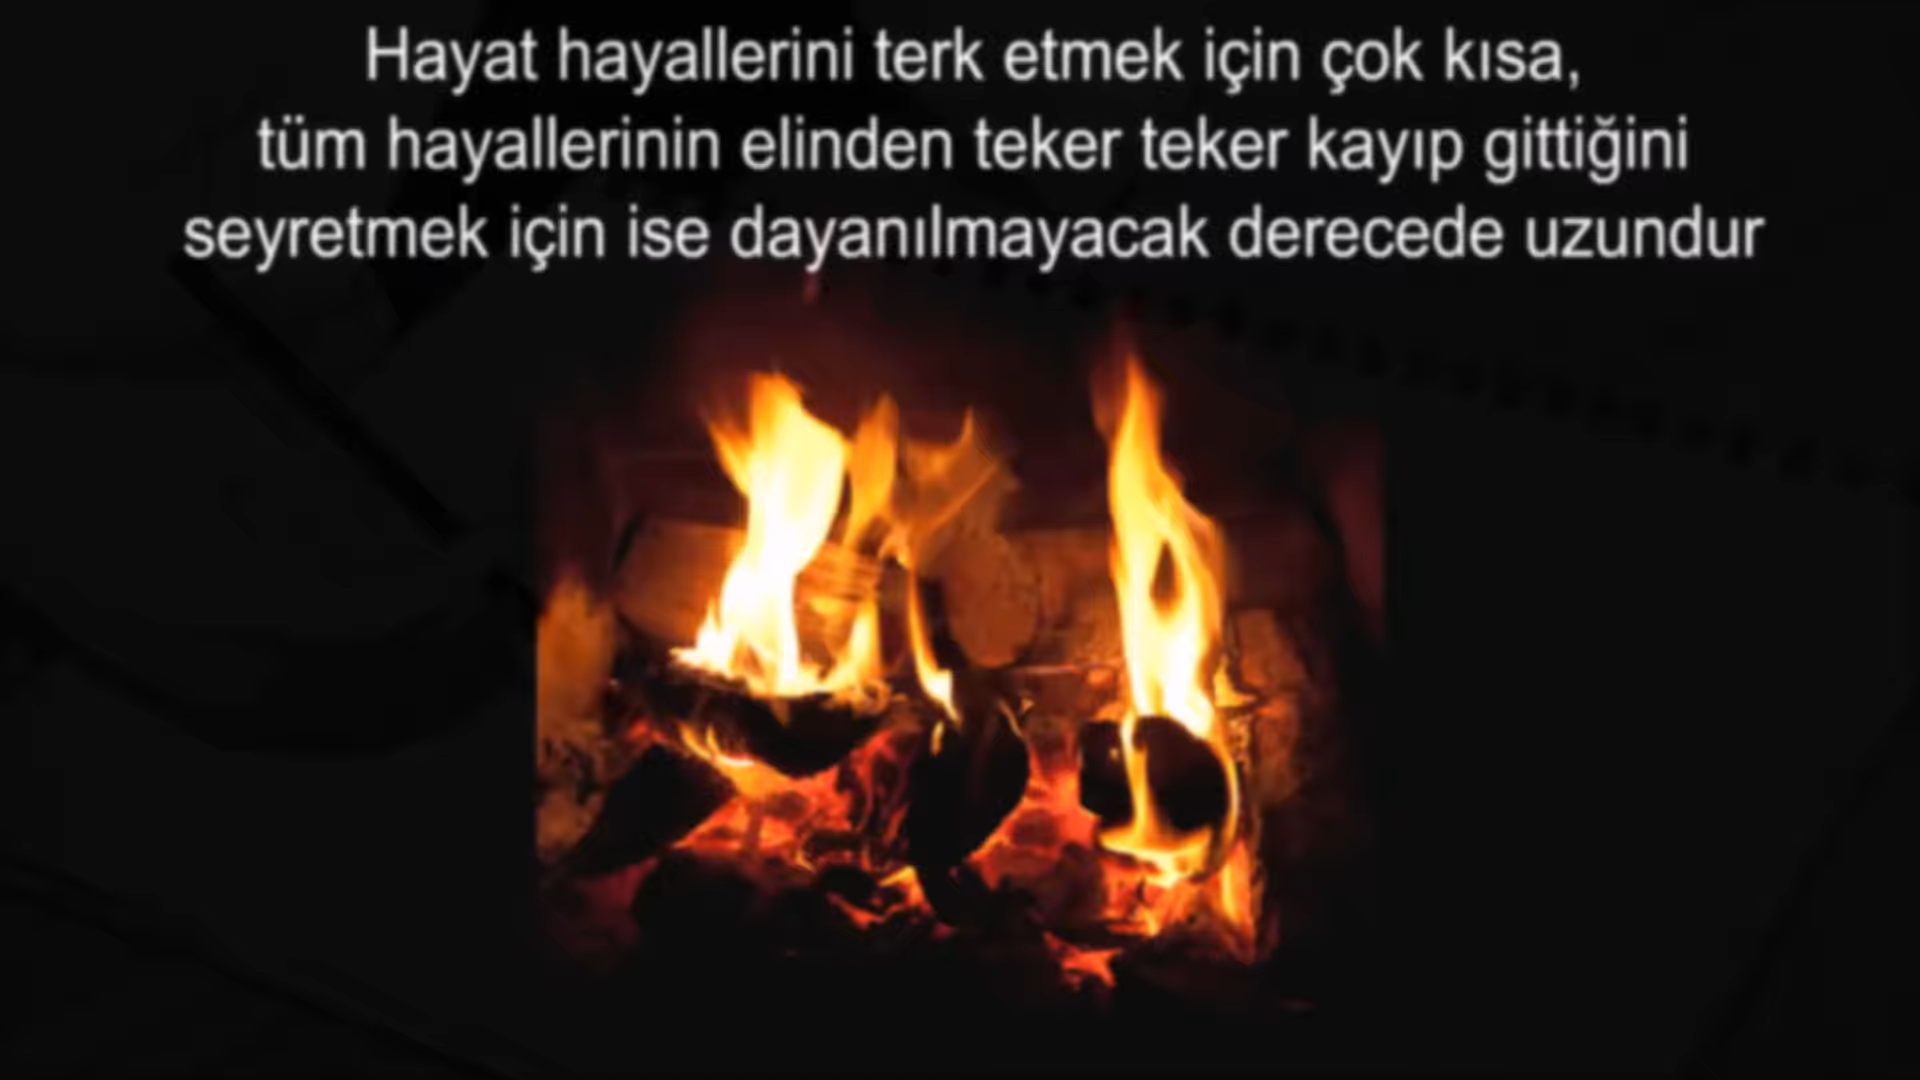 Hayat hayallerini terk etmek için çok kısa,
tüm hayallerinin elinden teker teker kayıp gittiğini
seyretmek için ise dayanılmayacak derecede uzundur